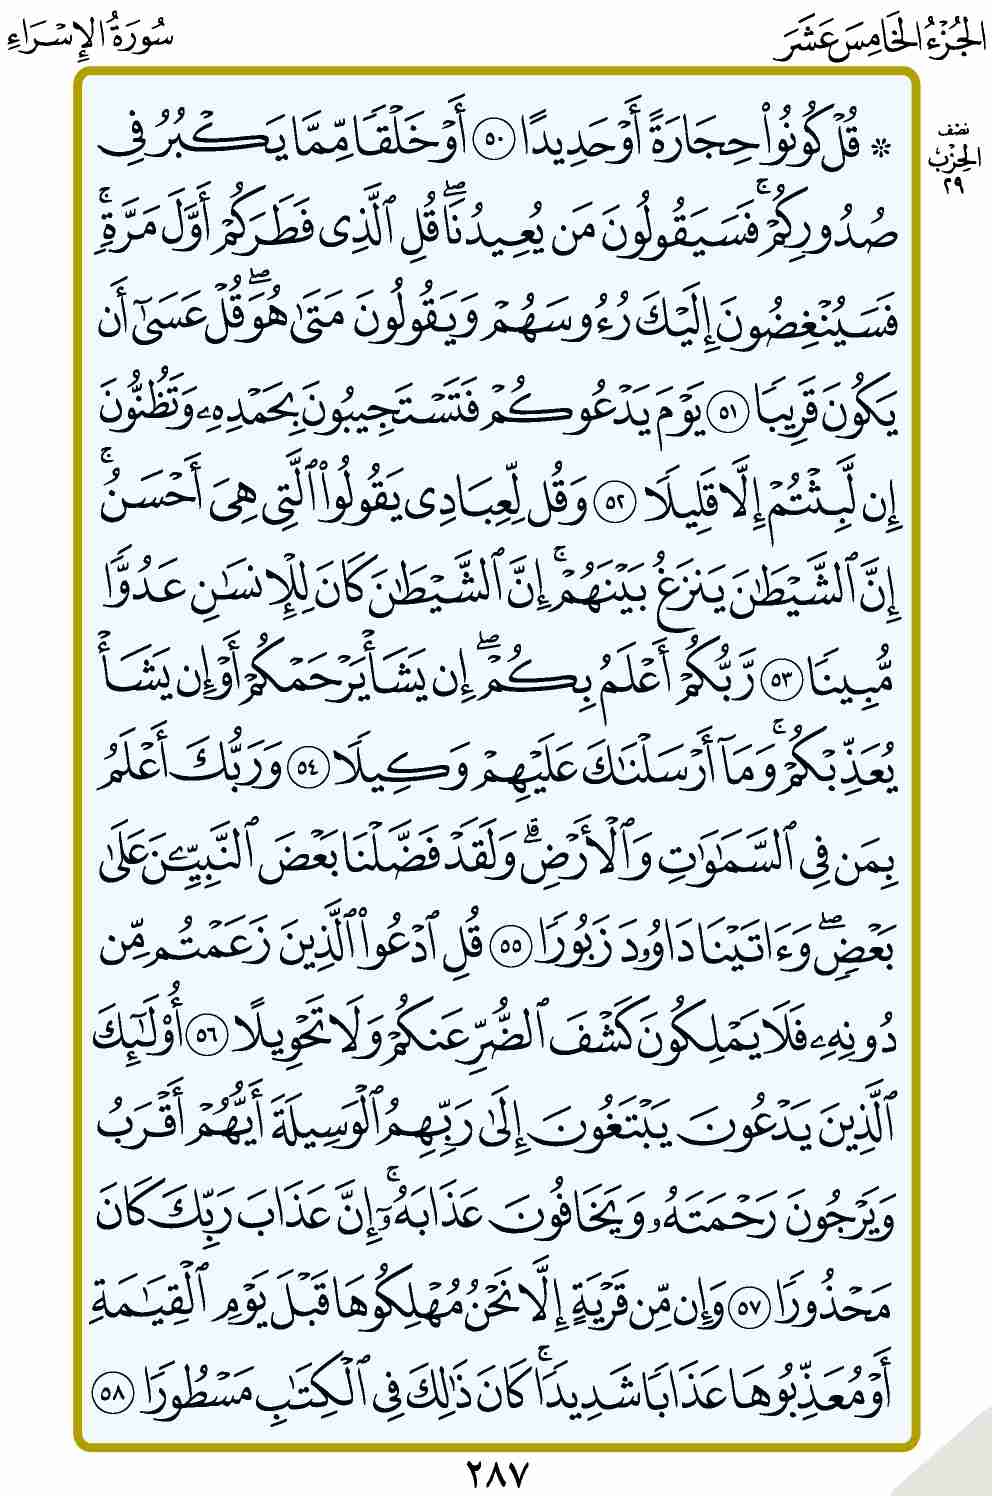 الجُزْءُ الخَامِسَ عَشَرَ
سُورَةُ الإِسْرَاءِ
۞ قُلْ كُونُوا۟ حِجَارَةً أَوْ حَدِيدًا ٥٠ أَوْ خَلْقًا مِّمَّا يَكْبُرُ فِى
نصف
الحِزْب
٢٩
صُدُورِكُمْ ۚ فَسَيَقُولُونَ مَن يُعِيدُنَا ۖ قُلِ ٱلَّذِى فَطَرَكُمْ أَوَّلَ مَرَّةٍ ۚ
فَسَيُنْغِضُونَ إِلَيْكَ رُءُوسَهُمْ وَيَقُولُونَ مَتَىٰ هُوَ ۖ قُلْ عَسَىٰٓ أَن
يَكُونَ قَرِيبًا ٥١ يَوْمَ يَدْعُوكُمْ فَتَسْتَجِيبُونَ بِحَمْدِهِۦ وَتَظُنُّونَ
إِن لَّبِثْتُمْ إِلَّا قَلِيلًا ٥٢ وَقُل لِّعِبَادِى يَقُولُوا۟ ٱلَّتِى هِىَ أَحْسَنُ ۚ
إِنَّ ٱلشَّيْطَـٰنَ يَنزَغُ بَيْنَهُمْ ۚ إِنَّ ٱلشَّيْطَـٰنَ كَانَ لِلْإِنسَـٰنِ عَدُوًّا
مُّبِينًا ٥٣ رَّبُّكُمْ أَعْلَمُ بِكُمْ ۖ إِن يَشَأْ يَرْحَمْكُمْ أَوْ إِن يَشَأْ
يُعَذِّبْكُمْ ۚ وَمَآ أَرْسَلْنَـٰكَ عَلَيْهِمْ وَكِيلًا ٥٤ وَرَبُّكَ أَعْلَمُ
بِمَن فِى ٱلسَّمَـٰوَٰتِ وَٱلْأَرْضِ ۗ وَلَقَدْ فَضَّلْنَا بَعْضَ ٱلنَّبِيِّـۧنَ عَلَىٰ
بَعْضٍ ۖ وَءَاتَيْنَا دَاوُۥدَ زَبُورًا ٥٥ قُلِ ٱدْعُوا۟ ٱلَّذِينَ زَعَمْتُم مِّن
دُونِهِۦ فَلَا يَمْلِكُونَ كَشْفَ ٱلضُّرِّ عَنكُمْ وَلَا تَحْوِيلًا ٥٦ أُو۟لَـٰٓئِكَ
ٱلَّذِينَ يَدْعُونَ يَبْتَغُونَ إِلَىٰ رَبِّهِمُ ٱلْوَسِيلَةَ أَيُّهُمْ أَقْرَبُ
وَيَرْجُونَ رَحْمَتَهُۥ وَيَخَافُونَ عَذَابَهُۥٓ ۚ إِنَّ عَذَابَ رَبِّكَ كَانَ
مَحْذُورًا ٥٧ وَإِن مِّن قَرْيَةٍ إِلَّا نَحْنُ مُهْلِكُوهَا قَبْلَ يَوْمِ ٱلْقِيَـٰمَةِ
أَوْ مُعَذِّبُوهَا عَذَابًا شَدِيدًا ۚ كَانَ ذَٰلِكَ فِى ٱلْكِتَـٰبِ مَسْطُورًا ٥٨
٢٨٧